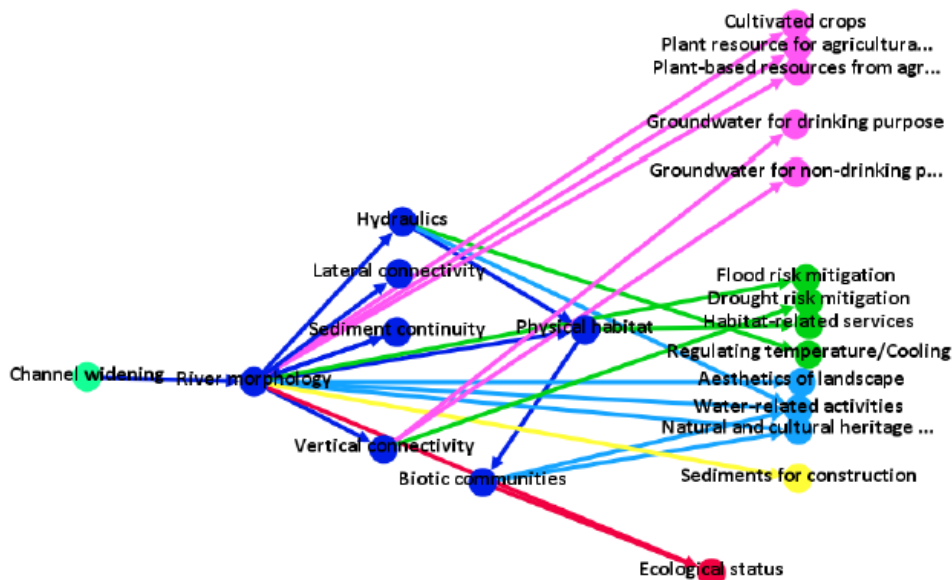 Cultivated crops
Plant resource for agricultura...
Plant-based resources from agr...
Groundwater for drinking purpose
Groundwater for non-drinking p...
Hydraulics
Lateral connectivity
Flood risk mitigation
Drought risk mitigation
Sediment continuity
Physical habitat
Habitat-related services
Regulating temperature/Cooling
Channel widening
River morphology
Aesthetics of landscape
Water-related activities
Natural and cultural heritage ...
Vertical connectivity
Biotic communities
Sediments for construction
Ecological status